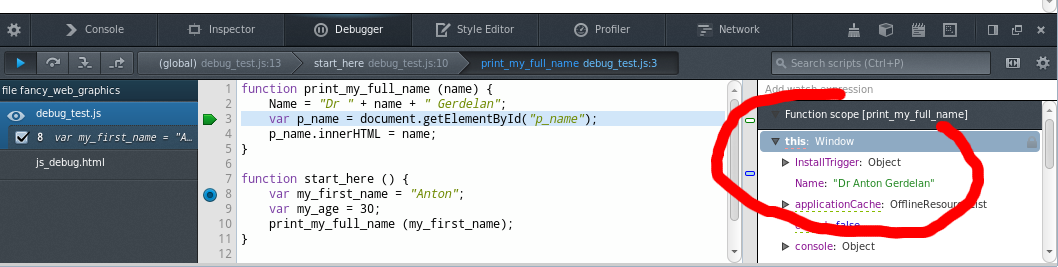 Console Inspector Debugger Style Editor Profiler Network
(global) debug_test.js:13 start_here debug_test.js:10 print_my_full_name debug_test.js:3 Search scripts (Ctrl+P)
file fancy_web_graphics
debug_test.js
8 var my_first_name = "A…
js_debug.html
1 function print_my_full_name (name) {
2 Name = "Dr " + name + " Gerdelan";
3 var p_name = document.getElementById("p_name");
4 p_name.innerHTML = name;
5 }
6
7 function start_here () {
8 var my_first_name = "Anton";
9 var my_age = 30;
10 print_my_full_name (my_first_name);
11 }
12
Add watch expression
Function scope [print_my_full_name]
this: Window
InstallTrigger: Object
Name: "Dr Anton Gerdelan"
applicationCache: OfflineResourceList
false
console: Object